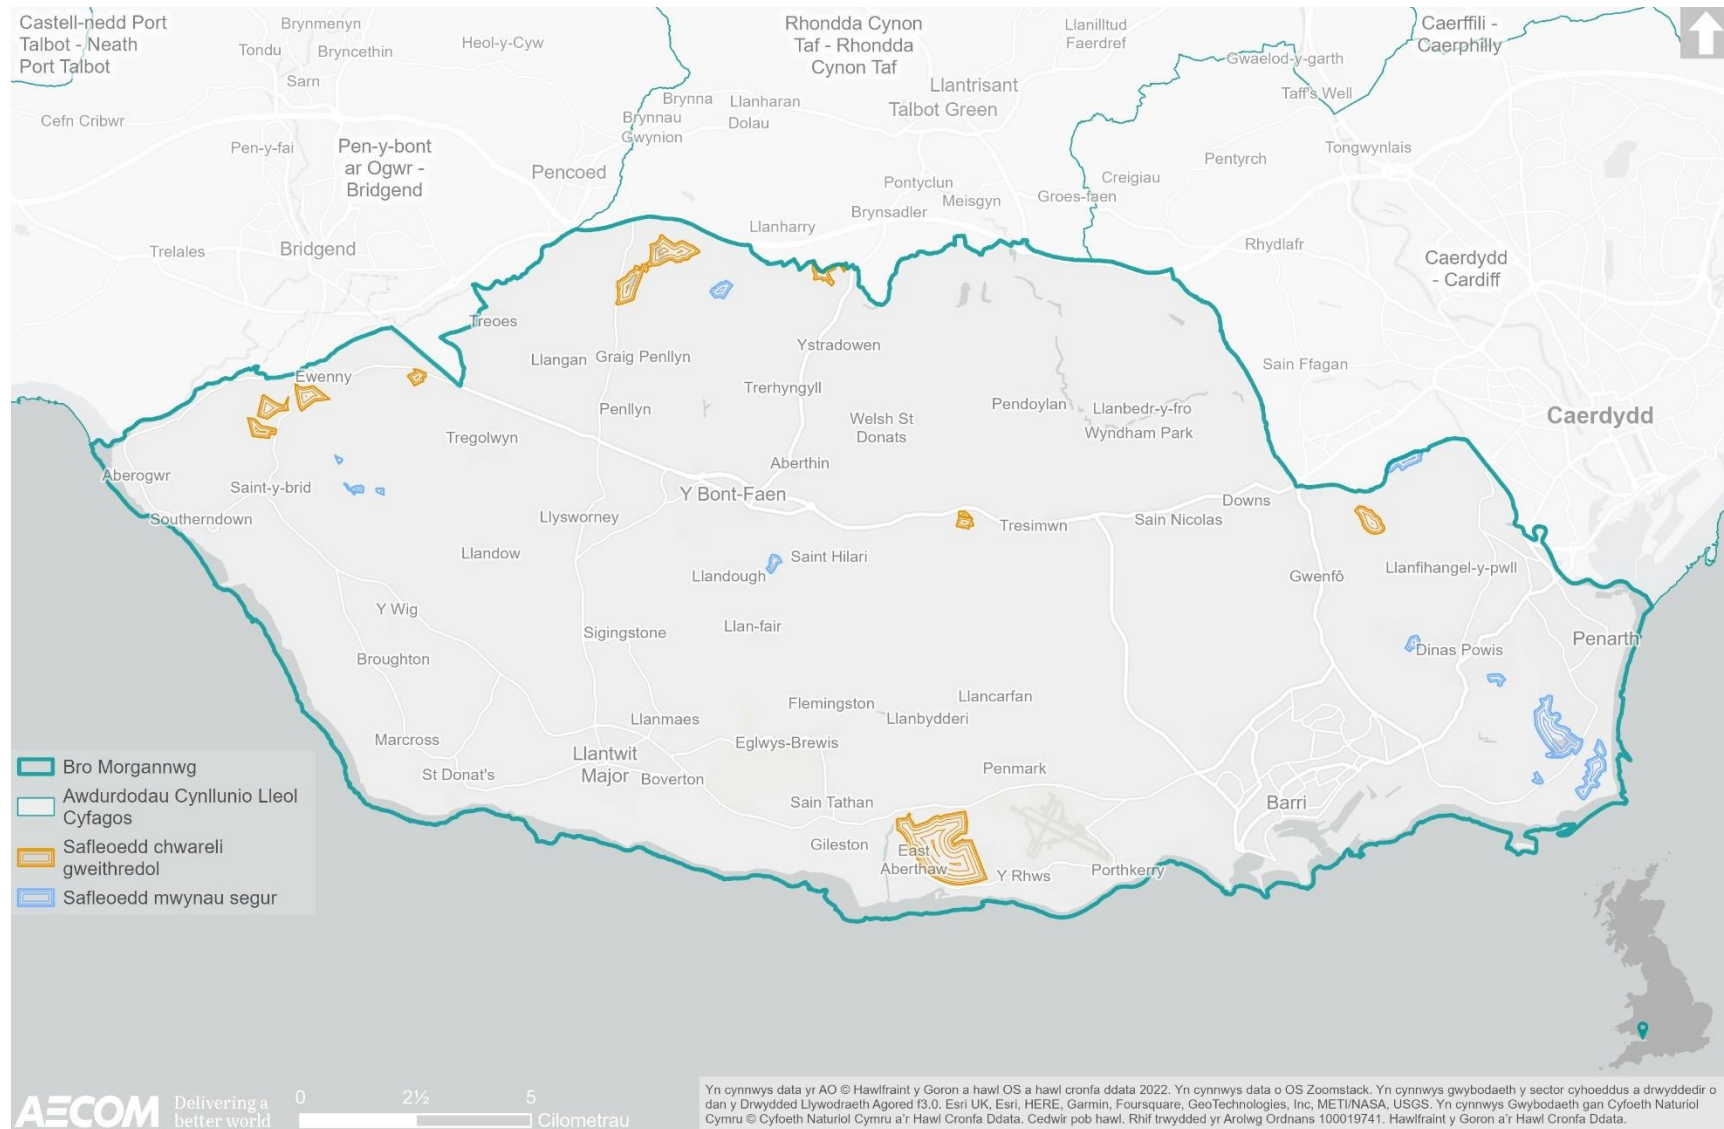 Castell-nedd Port
Talbot - Neath
Port Talbot
Brynmenyn
Tondu
Bryncethin
Heol-y-Cyw
Sarn
Cefn Cribwr
Pen-y-fai
Pen-y-bont
ar Ogwr -
Bridgend
Pencoed
Trelales
Bridgend
Rhondda Cynon
Taf - Rhondda
Cynon Taf
Llanilltud
Faerdref
Caerffili -
Caerphilly
Gwaelod-y-garth
Taff's Well
Llantrisant
Talbot Green
Brynna
Llanharan
Brynnau
Gwynion
Dolau
Tongwynlais
Pentyrch
Creigiau
Groes-faen
Pontyclun
Meisgyn
Brynsadler
Llanharry
Rhydlafr
Caerdydd
- Cardiff
Treoes
Llangan
Graig Penllyn
Ystradowen
Sain Ffagan
Ewenny
Trerhyngyll
Penllyn
Pendoylan
Llanbedr-y-fro
Welsh St
Donats
Wyndham Park
Caerdydd
Tregolwyn
Aberogwr
Aberthin
Saint-y-brid
Y Bont-Faen
Downs
Southerndown
Llysworney
Tresimwn
Sain Nicolas
Llandow
Saint Hilari
Llandough
Gwenfô
Llanfihangel-y-pwll
Y Wig
Sigingstone
Llan-fair
Penarth
Dinas Powis
Broughton
Llancarfan
Flemingston
Llanbydderi
Llanmaes
Eglwys-Brewis
Marcross
Llantwit
Major
St Donat's
Boverton
Penmark
Sain Tathan
Barri
Gileston
East
Aberthaw
Y Rhws
Porthkerry
Bro Morgannwg
Awdurdodau Cynllunio Lleol
Cyfagos
Safleoedd chwareli
gweithredol
Safleoedd mwynau segur
AECOM
Delivering a
better world
0 2½ 5
Cilometrau
Yn cynnwys data yr AO © Hawlfraint y Goron a hawl OS a hawl cronfa ddata 2022. Yn cynnwys data o OS Zoomstack. Yn cynnwys gwybodaeth y sector cyhoeddus a drwyddedir o
dan y Drwydded Llywodraeth Agored f3.0. Esri UK, Esri, HERE, Garmin, Foursquare, GeoTechnologies, Inc, METI/NASA, USGS. Yn cynnwys Gwybodaeth gan Cyfoeth Naturiol
Cymru © Cyfoeth Naturiol Cymru a'r Hawl Cronfa Ddata. Cedwir pob hawl. Rhif trwydded yr Arolwg Ordnans 100019741. Hawlfraint y Goron a'r Hawl Cronfa Ddata.